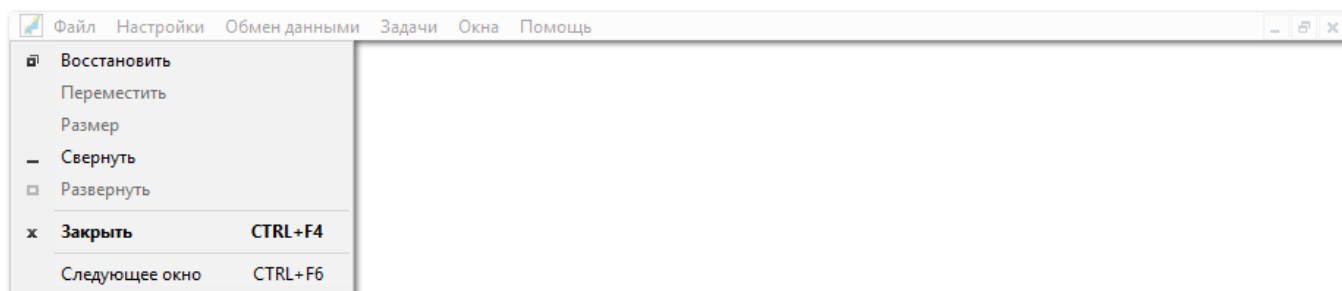 Файл Настройки Обмен данными Задачи Окна Помощь
Восстановить
Переместить
Размер
Свернуть
Развернуть
Закрыть CTRL+F4
Следующее окно CTRL+F6